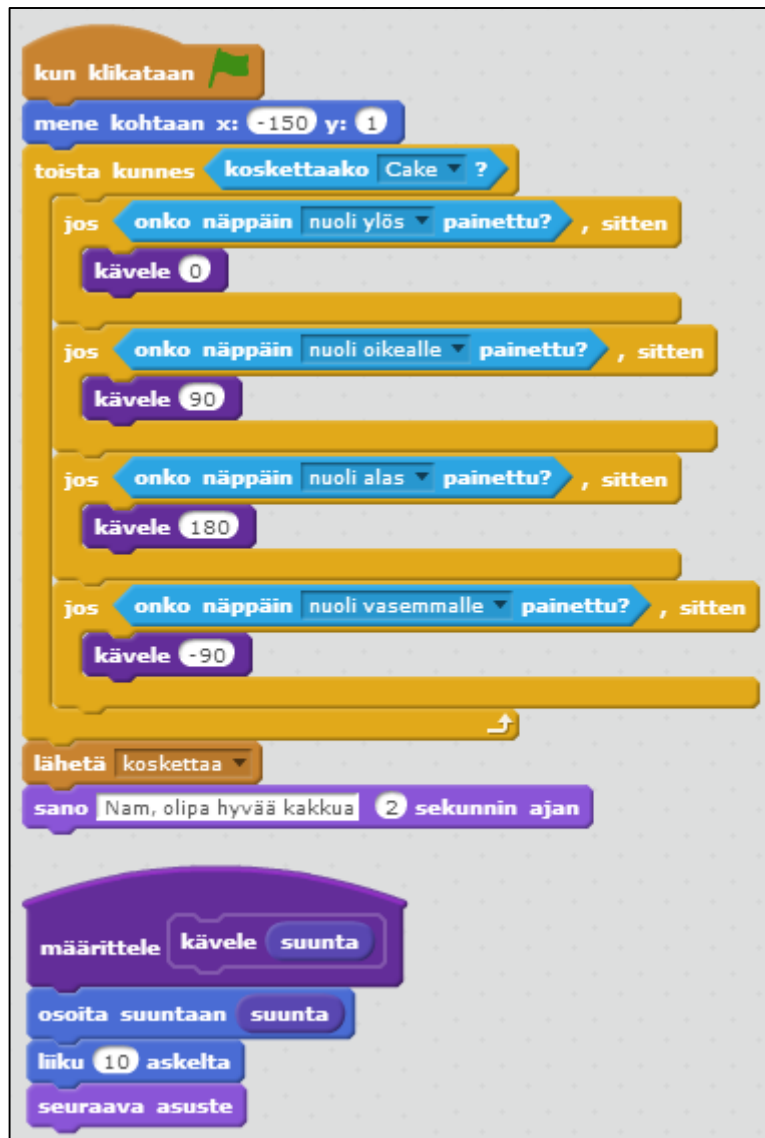 kun klikataan
mene kohtaan x: -150 y: 1
toista kunnes koskettaako Cake ?
jos onko näppäin nuoli ylös painettu? , sitten
kävele 0
jos onko näppäin nuoli oikealle painettu? , sitten
kävele 90
jos onko näppäin nuoli alas painettu? , sitten
kävele 180
jos onko näppäin nuoli vasemmalle painettu? , sitten
kävele -90
lähetä koskettaa
sano Nam, olipa hyvää kakkua 2 sekunnin ajan
määrittele kävele suunta
osoita suuntaan suunta
liiku 10 askelta
seuraava asuste